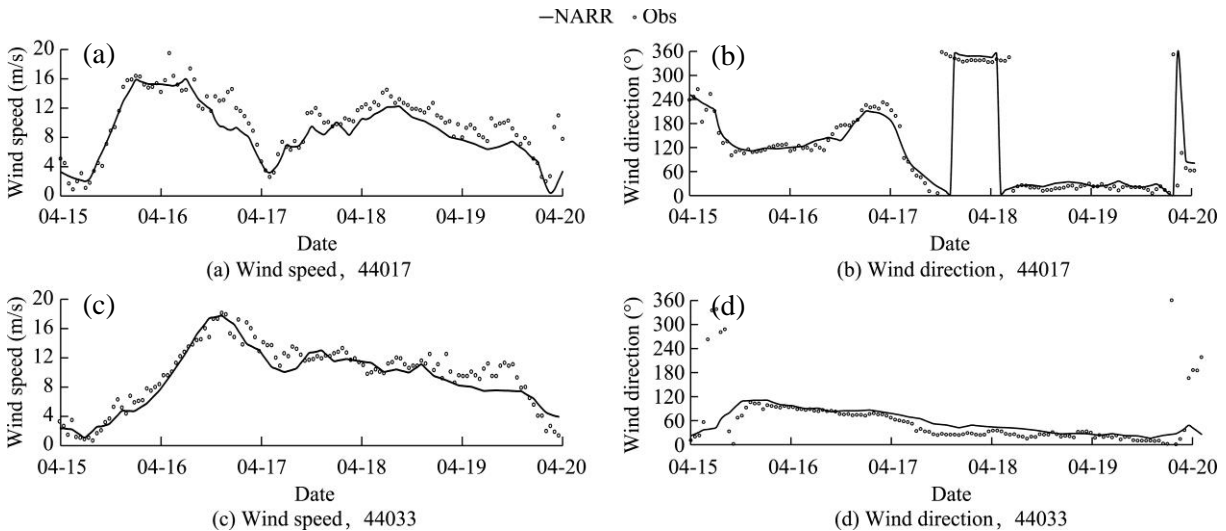 —NARR ∘Obs
(a)
Wind speed (m/s)
20
16
12
8
4
0
04-15 04-16 04-17 04-18 04-19 04-20
Date
(a) Wind speed, 44017
(b)
Wind direction (°)
360
300
240
180
120
60
0
04-15 04-16 04-17 04-18 04-19 04-20
Date
(b) Wind direction, 44017
(c)
Wind speed (m/s)
20
16
12
8
4
0
04-15 04-16 04-17 04-18 04-19 04-20
Date
(c) Wind speed, 44033
(d)
Wind direction (°)
360
300
240
180
120
60
0
04-15 04-16 04-17 04-18 04-19 04-20
Date
(d) Wind direction, 44033